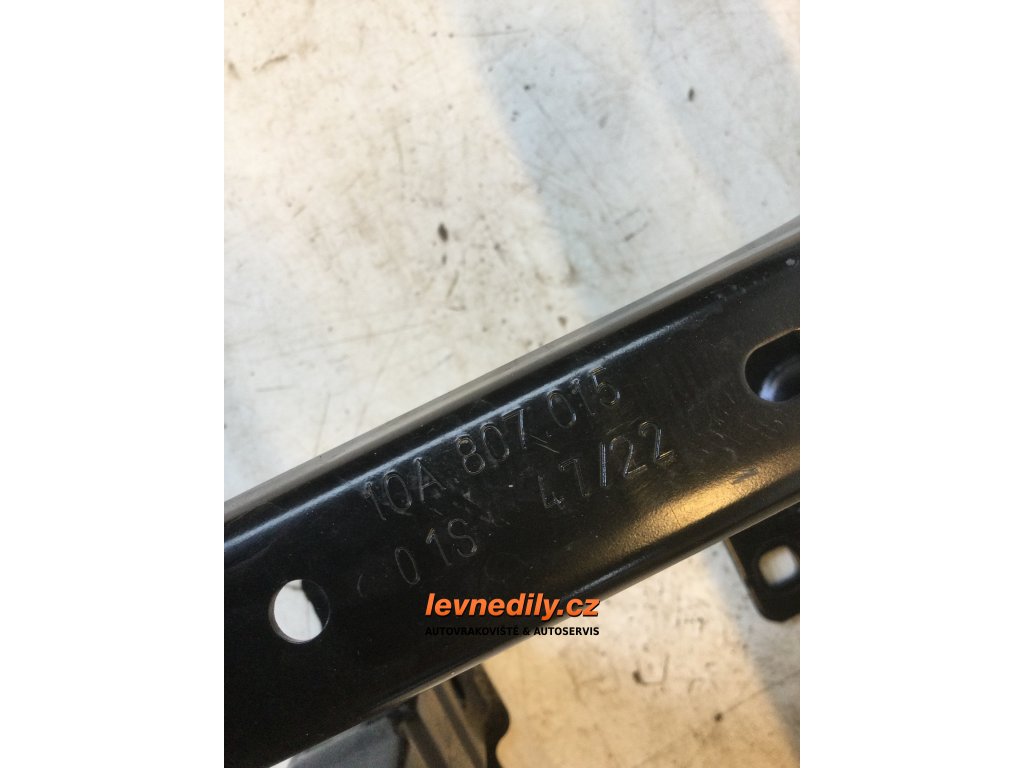 10A 807 015
01S 47/22
levnedily.cz
AUTOVRAKOVIŠTĚ & AUTOSERVIS